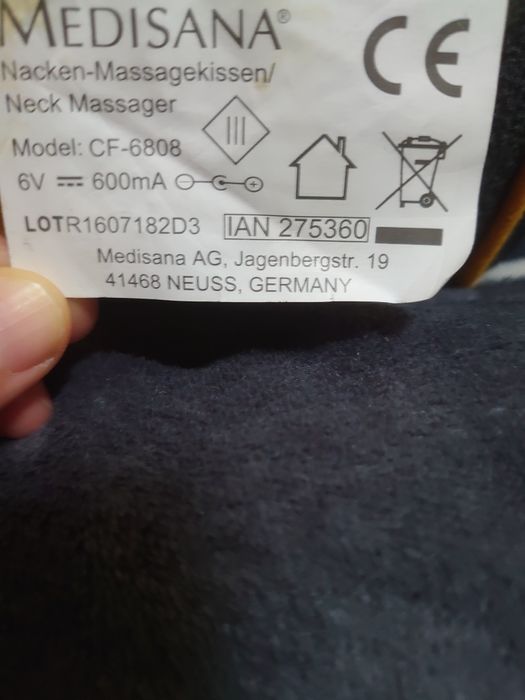 MEDISANA®
CE
Nacken-Massagekissen/
Neck Massager
Model: CF-6808
6V ⎓ 600mA
LOTR1607182D3 IAN 275360
Medisana AG, Jagenbergstr. 19
41468 NEUSS, GERMANY